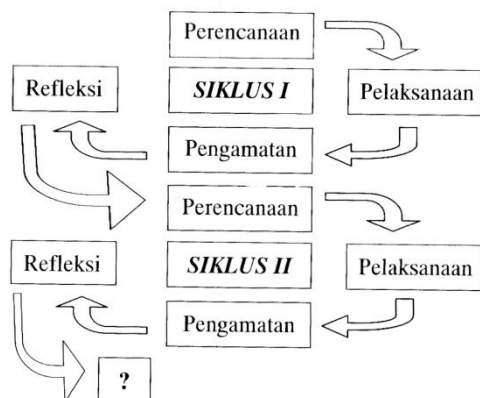 Perencanaan
Refleksi
SIKLUS I
Pelaksanaan
Pengamatan
Perencanaan
Refleksi
SIKLUS II
Pelaksanaan
Pengamatan
?